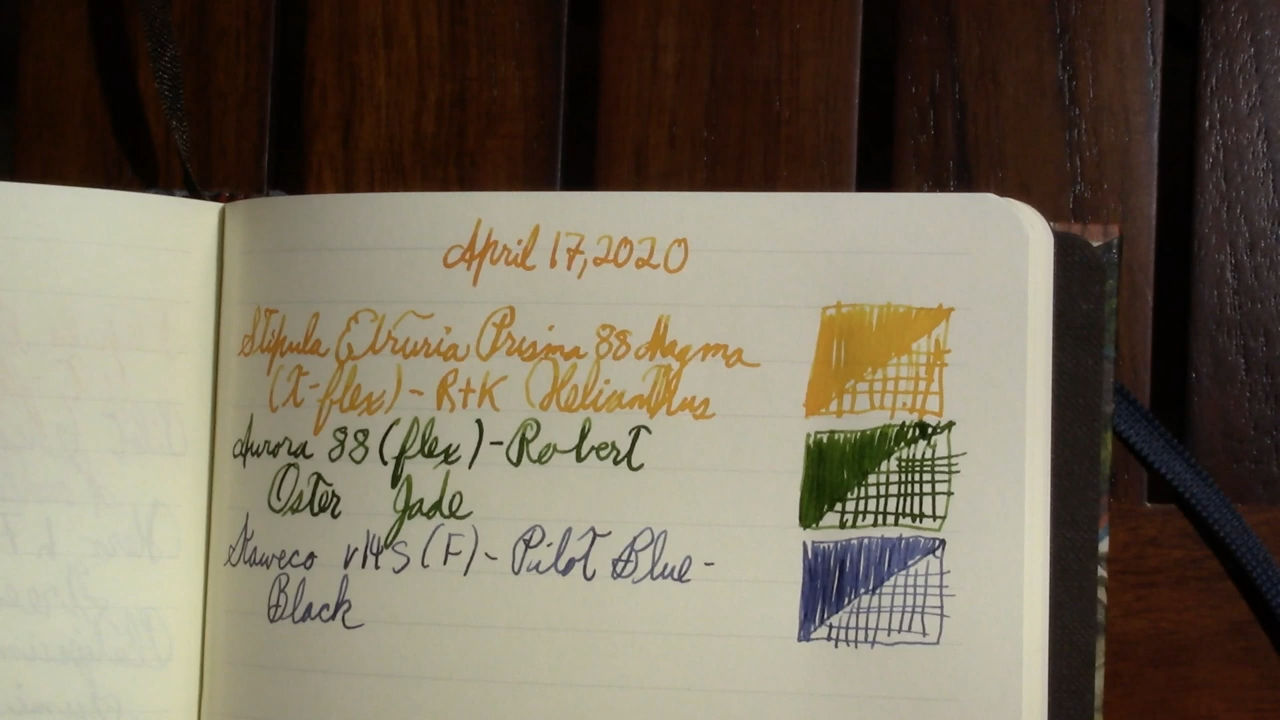 April 17, 2020
Stipula Etruria Prisma 88 Magma
(T-flex) - R+K Helianthus
Aurora 88 (flex) - Robert
Oster Jade
Kaweco V14 S (F) - Pilot Blue-
Black